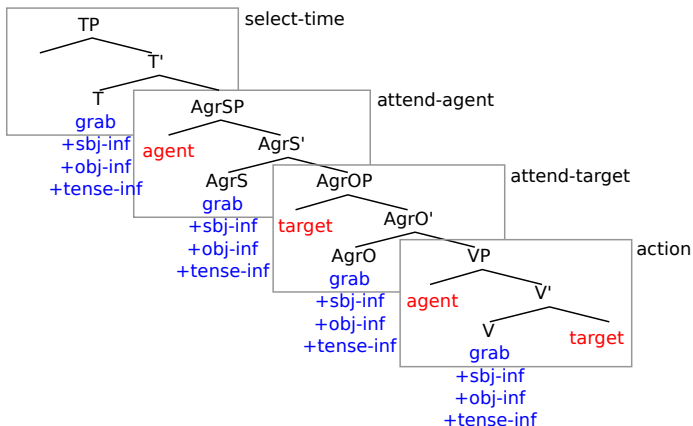 select-time
TP
T'
T
grab
+sbj-inf
+obj-inf
+tense-inf
attend-agent
AgrSP
agent
AgrS'
AgrS
grab
+sbj-inf
+obj-inf
+tense-inf
attend-target
AgrOP
target
AgrO'
AgrO
grab
+sbj-inf
+obj-inf
+tense-inf
action
VP
agent
V'
V
target
grab
+sbj-inf
+obj-inf
+tense-inf